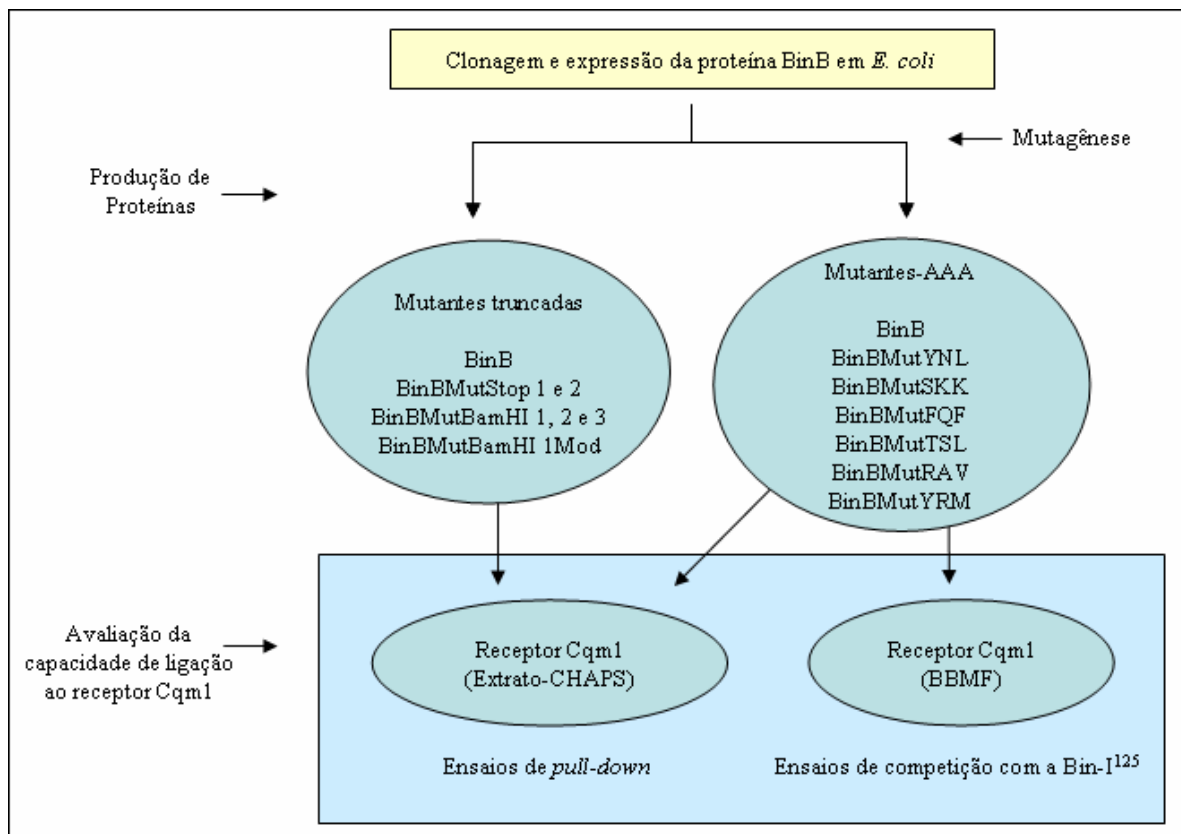 Clonagem e expressão da proteína BinB em E. coli
Mutagênese
Produção de
Proteínas
Mutantes truncadas
BinB
BinBMutStop 1 e 2
BinBMutBamHI 1, 2 e 3
BinBMutBamHI 1Mod
Mutantes-AAA
BinB
BinBMutYNL
BinBMutSKK
BinBMutFQF
BinBMutTSL
BinBMutRAV
BinBMutYRM
Avaliação da
capacidade de ligação
ao receptor Cqm1
Receptor Cqm1
(Extrato-CHAPS)
Receptor Cqm1
(BBMF)
Ensaios de pull-down
Ensaios de competição com a Bin-I¹²⁵